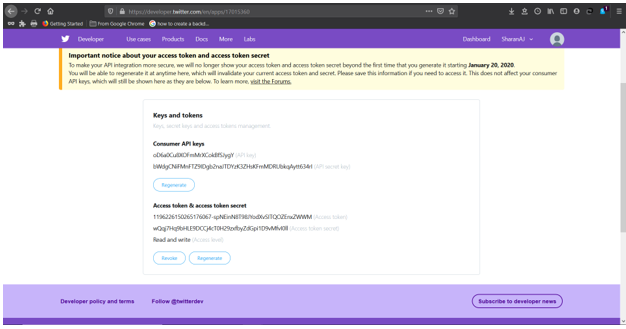 https://developer.twitter.com/en/apps/17015360
Getting Started
From Google Chrome
how to create a backd...
Developer
Use cases
Products
Docs
More
Labs
Dashboard
SharanAJ
Important notice about your access token and access token secret
To make your API integration more secure, we will no longer show your access token and access token secret beyond the first time that you generate it starting January 20, 2020.
You will be able to regenerate it at anytime here, which will invalidate your current access token and secret. Please save this information if you need to access it. This does not affect your consumer
API keys, which will still be shown here as they are below. To learn more, visit the Forums.
Keys and tokens
Keys, secret keys and access tokens management.
Consumer API keys
(API key)
(API secret key)
Regenerate
Access token & access token secret
(Access token)
(Access token secret)
Read and write (Access level)
Revoke
Regenerate
Developer policy and terms
Follow @twitterdev
Subscribe to developer news